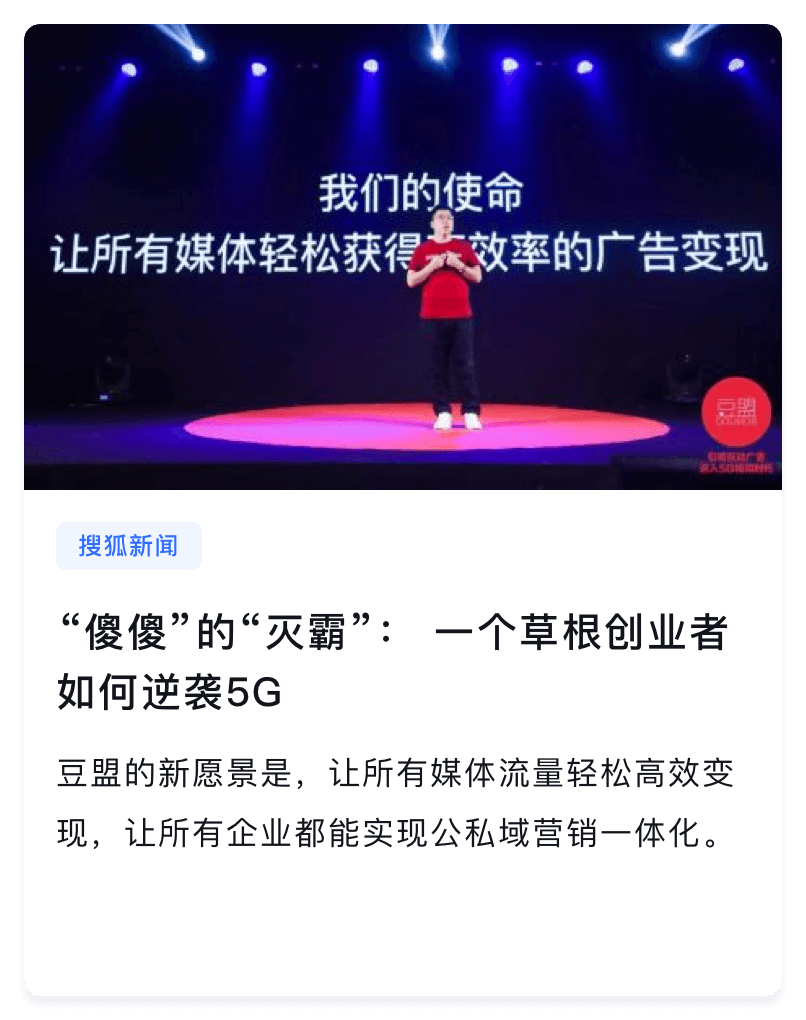 我们的使命
让所有媒体轻松获得 效率的广告变现
豆盟
搜狐新闻
“傻傻”的“灭霸”： 一个草根创业者
如何逆袭5G
豆盟的新愿景是，让所有媒体流量轻松高效变
现，让所有企业都能实现公私域营销一体化。